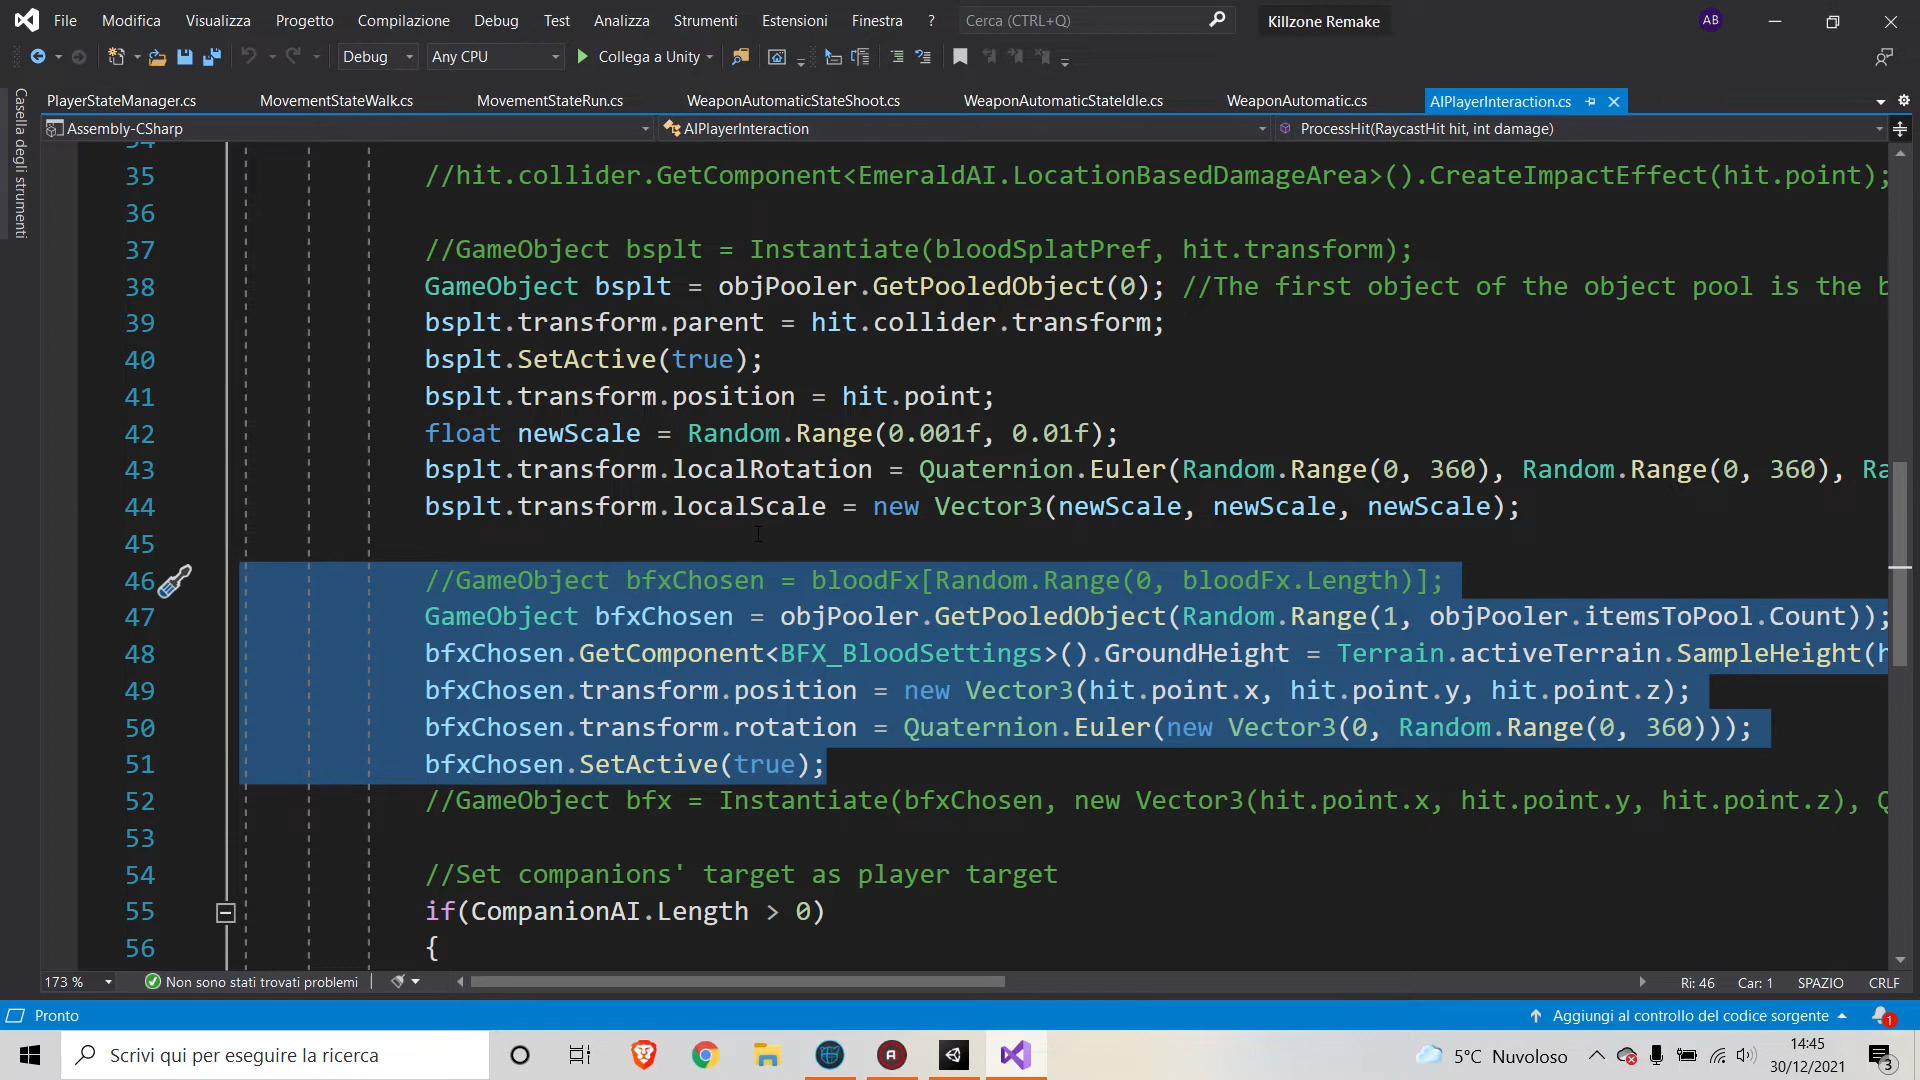 File Modifica Visualizza Progetto Compilazione Debug Test Analizza Strumenti Estensioni Finestra ? Cerca (CTRL+Q) Killzone Remake AB
Debug Any CPU Collega a Unity
PlayerStateManager.cs MovementStateWalk.cs MovementStateRun.cs WeaponAutomaticStateShoot.cs WeaponAutomaticStateIdle.cs WeaponAutomatic.cs AIPlayerInteraction.cs
Casella degli strumenti
Assembly-CSharp AIPlayerInteraction ProcessHit(RaycastHit hit, int damage)
34
35 //hit.collider.GetComponent<EmeraldAI.LocationBasedDamageArea>().CreateImpactEffect(hit.point);
36
37 //GameObject bsplt = Instantiate(bloodSplatPref, hit.transform);
38 GameObject bsplt = objPooler.GetPooledObject(0); //The first object of the object pool is the b
39 bsplt.transform.parent = hit.collider.transform;
40 bsplt.SetActive(true);
41 bsplt.transform.position = hit.point;
42 float newScale = Random.Range(0.001f, 0.01f);
43 bsplt.transform.localRotation = Quaternion.Euler(Random.Range(0, 360), Random.Range(0, 360), Ra
44 bsplt.transform.localScale = new Vector3(newScale, newScale, newScale);
45
46 //GameObject bfxChosen = bloodFx[Random.Range(0, bloodFx.Length)];
47 GameObject bfxChosen = objPooler.GetPooledObject(Random.Range(1, objPooler.itemsToPool.Count));
48 bfxChosen.GetComponent<BFX_BloodSettings>().GroundHeight = Terrain.activeTerrain.SampleHeight(h
49 bfxChosen.transform.position = new Vector3(hit.point.x, hit.point.y, hit.point.z);
50 bfxChosen.transform.rotation = Quaternion.Euler(new Vector3(0, Random.Range(0, 360)));
51 bfxChosen.SetActive(true);
52 //GameObject bfx = Instantiate(bfxChosen, new Vector3(hit.point.x, hit.point.y, hit.point.z), Q
53
54 //Set companions' target as player target
55 if(CompanionAI.Length > 0)
56 {
173 % Non sono stati trovati problemi Ri: 46 Car: 1 SPAZIO CRLF
Pronto Aggiungi al controllo del codice sorgente 1
Scrivi qui per eseguire la ricerca 5°C Nuvoloso 14:45
30/12/2021 3